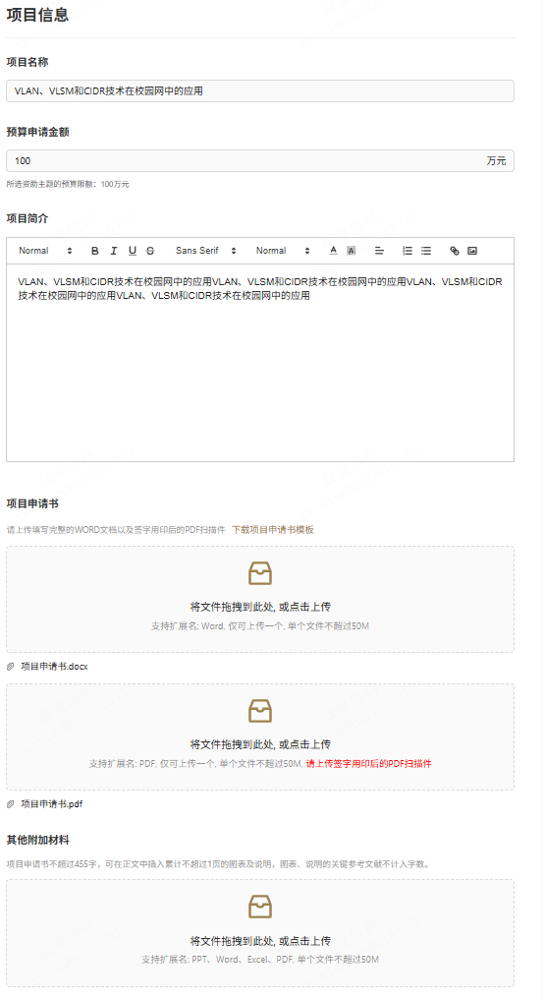 项目信息
项目名称
VLAN、VLSM和CIDR技术在校园网中的应用
预算申请金额
100 万元
所选资助主题的预算限额：100万元
项目简介
Normal B I U S Sans Serif Normal A A
VLAN、VLSM和CIDR技术在校园网中的应用VLAN、VLSM和CIDR技术在校园网中的应用VLAN、VLSM和CIDR
技术在校园网中的应用VLAN、VLSM和CIDR技术在校园网中的应用
项目申请书
请上传填写完整的WORD文档以及签字用印后的PDF扫描件 下载项目申请书模板
将文件拖拽到此处, 或点击上传
支持扩展名: Word, 仅可上传一个, 单个文件不超过50M
项目申请书.docx
将文件拖拽到此处, 或点击上传
支持扩展名: PDF, 仅可上传一个, 单个文件不超过50M, 请上传签字用印后的PDF扫描件
项目申请书.pdf
其他附加材料
项目申请书不超过455字，可在正文中插入累计不超过1页的图表及说明，图表、说明的关键参考文献不计入字数。
将文件拖拽到此处, 或点击上传
支持扩展名: PPT、Word、Excel、PDF, 单个文件不超过50M